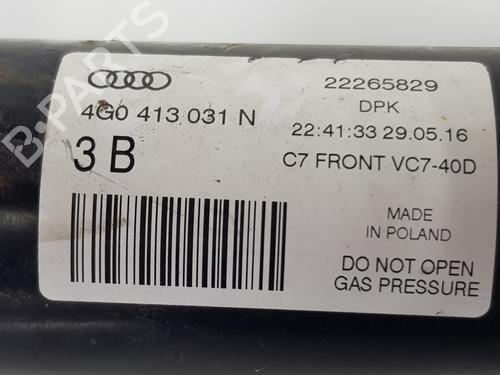 22265829
4G0 413 031 N
DPK
22:41:33 29.05.16
3 B
C7 FRONT VC7-40D
MADE
IN POLAND
DO NOT OPEN
GAS PRESSURE
B-PARTS